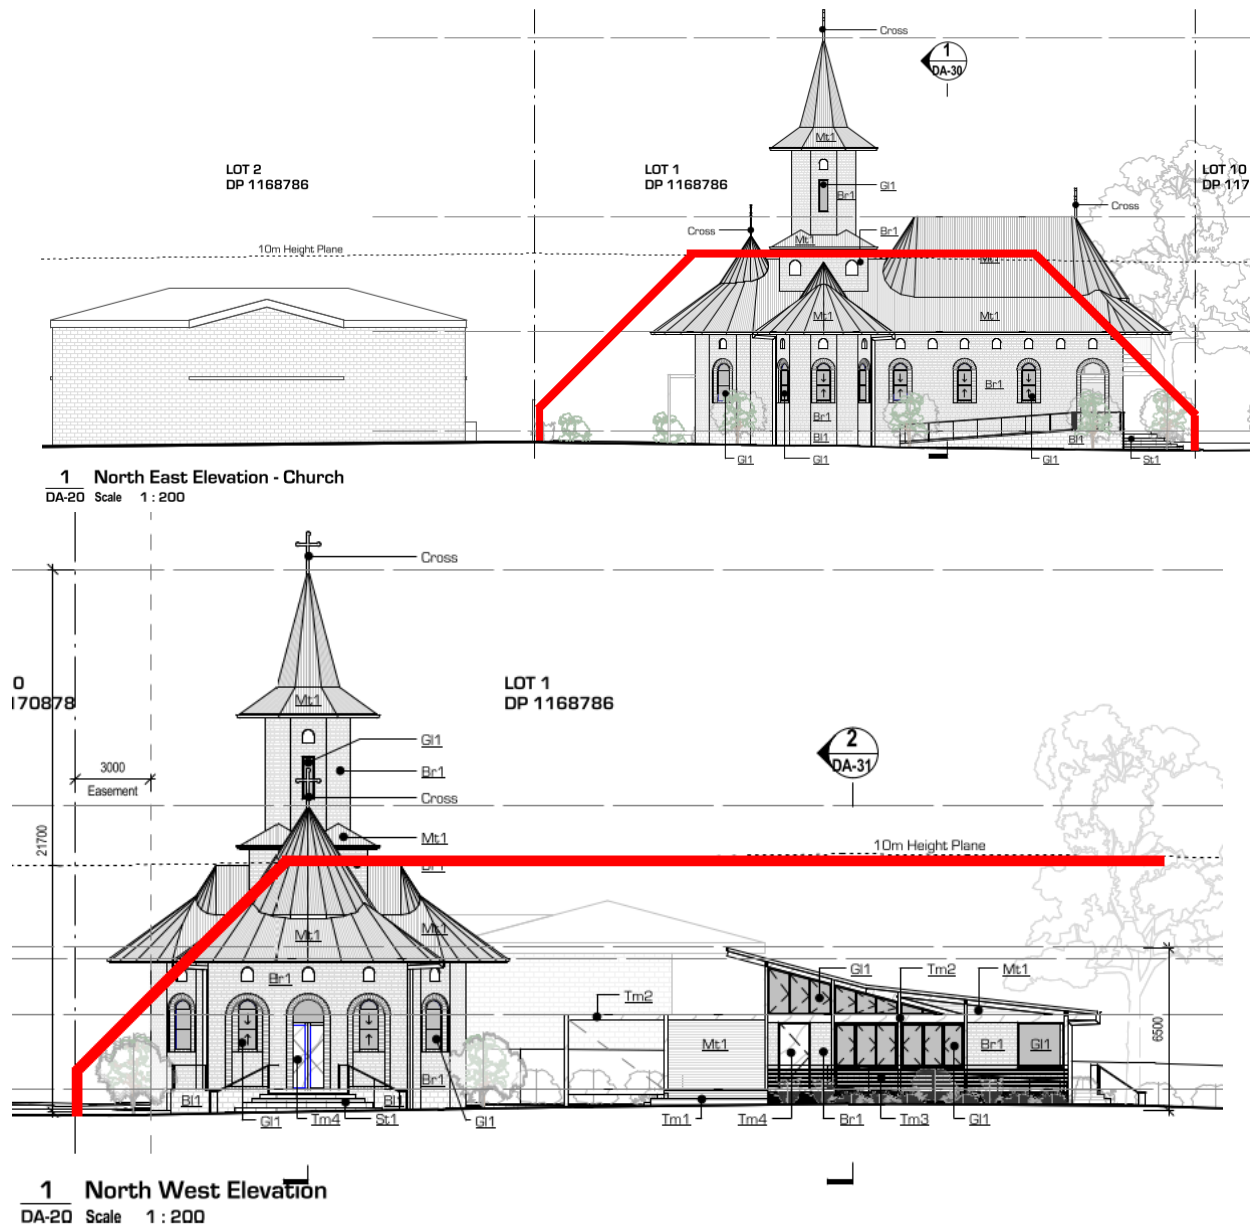 Cross
1
DA-30
LOT 2
DP 1168786
LOT 1
DP 1168786
LOT 10
DP 117
Mt1
Gl1
Br1
Cross
Cross
Br1
Mt1
10m Height Plane
Mt1
Mt1
Mt1
Br1
Br1
Bl1
Bl1
Gl1
Gl1
Gl1
St1
1 North East Elevation - Church
DA-20 Scale 1 : 200
Cross
0
170878
LOT 1
DP 1168786
Mt1
Gl1
2
DA-31
3000
Easement
Br1
Cross
21700
Mt1
10m Height Plane
Br1
Mt1
Mt1
Br1
Gl1
Tm2
Mt1
Tm2
6500
Mt1
Br1
Gl1
Br1
Bl1
Bl1
Gl1
Tm4
St1
Gl1
Tm1
Tm4
Br1
Tm3
Gl1
1 North West Elevation
DA-20 Scale 1 : 200